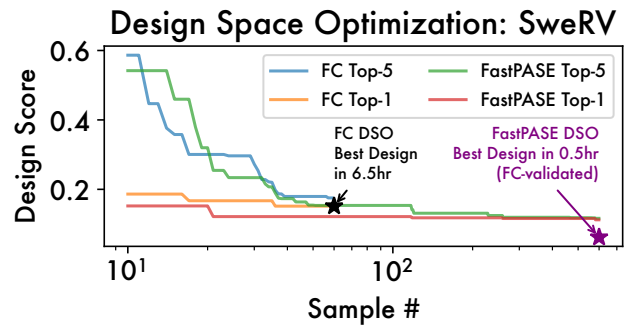 Design Space Optimization: SweRV
0.6
0.4
0.2
Design Score
FC Top-5
FC Top-1
FastPASE Top-5
FastPASE Top-1
FC DSO
Best Design
in 6.5hr
FastPASE DSO
Best Design in 0.5hr
(FC-validated)
10¹
10²
Sample #